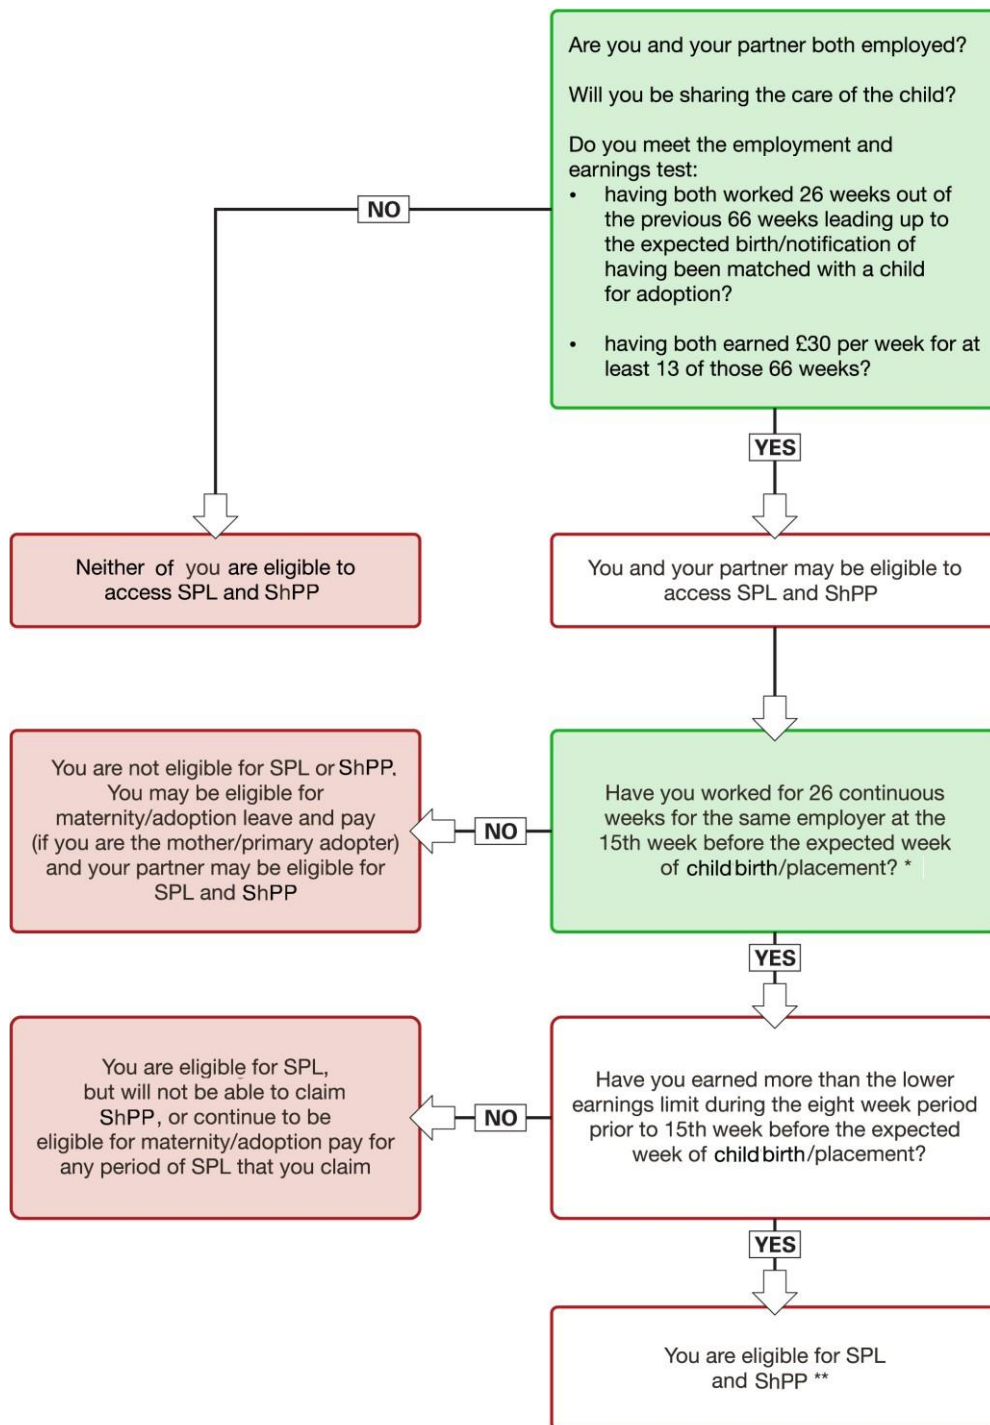 Are you and your partner both employed?
Will you be sharing the care of the child?
Do you meet the employment and
earnings test:
• having both worked 26 weeks out of
the previous 66 weeks leading up to
the expected birth/notification of
having been matched with a child
for adoption?
• having both earned £30 per week for at
least 13 of those 66 weeks?
NO
YES
Neither of you are eligible to
access SPL and ShPP
You and your partner may be eligible to
access SPL and ShPP
You are not eligible for SPL or ShPP.
You may be eligible for
maternity/adoption leave and pay
(if you are the mother/primary adopter)
and your partner may be eligible for
SPL and ShPP
NO
Have you worked for 26 continuous
weeks for the same employer at the
15th week before the expected week
of childbirth/placement? *
YES
You are eligible for SPL,
but will not be able to claim
ShPP, or continue to be
eligible for maternity/adoption pay for
any period of SPL that you claim
NO
Have you earned more than the lower
earnings limit during the eight week period
prior to 15th week before the expected
week of childbirth/placement?
YES
You are eligible for SPL
and ShPP **